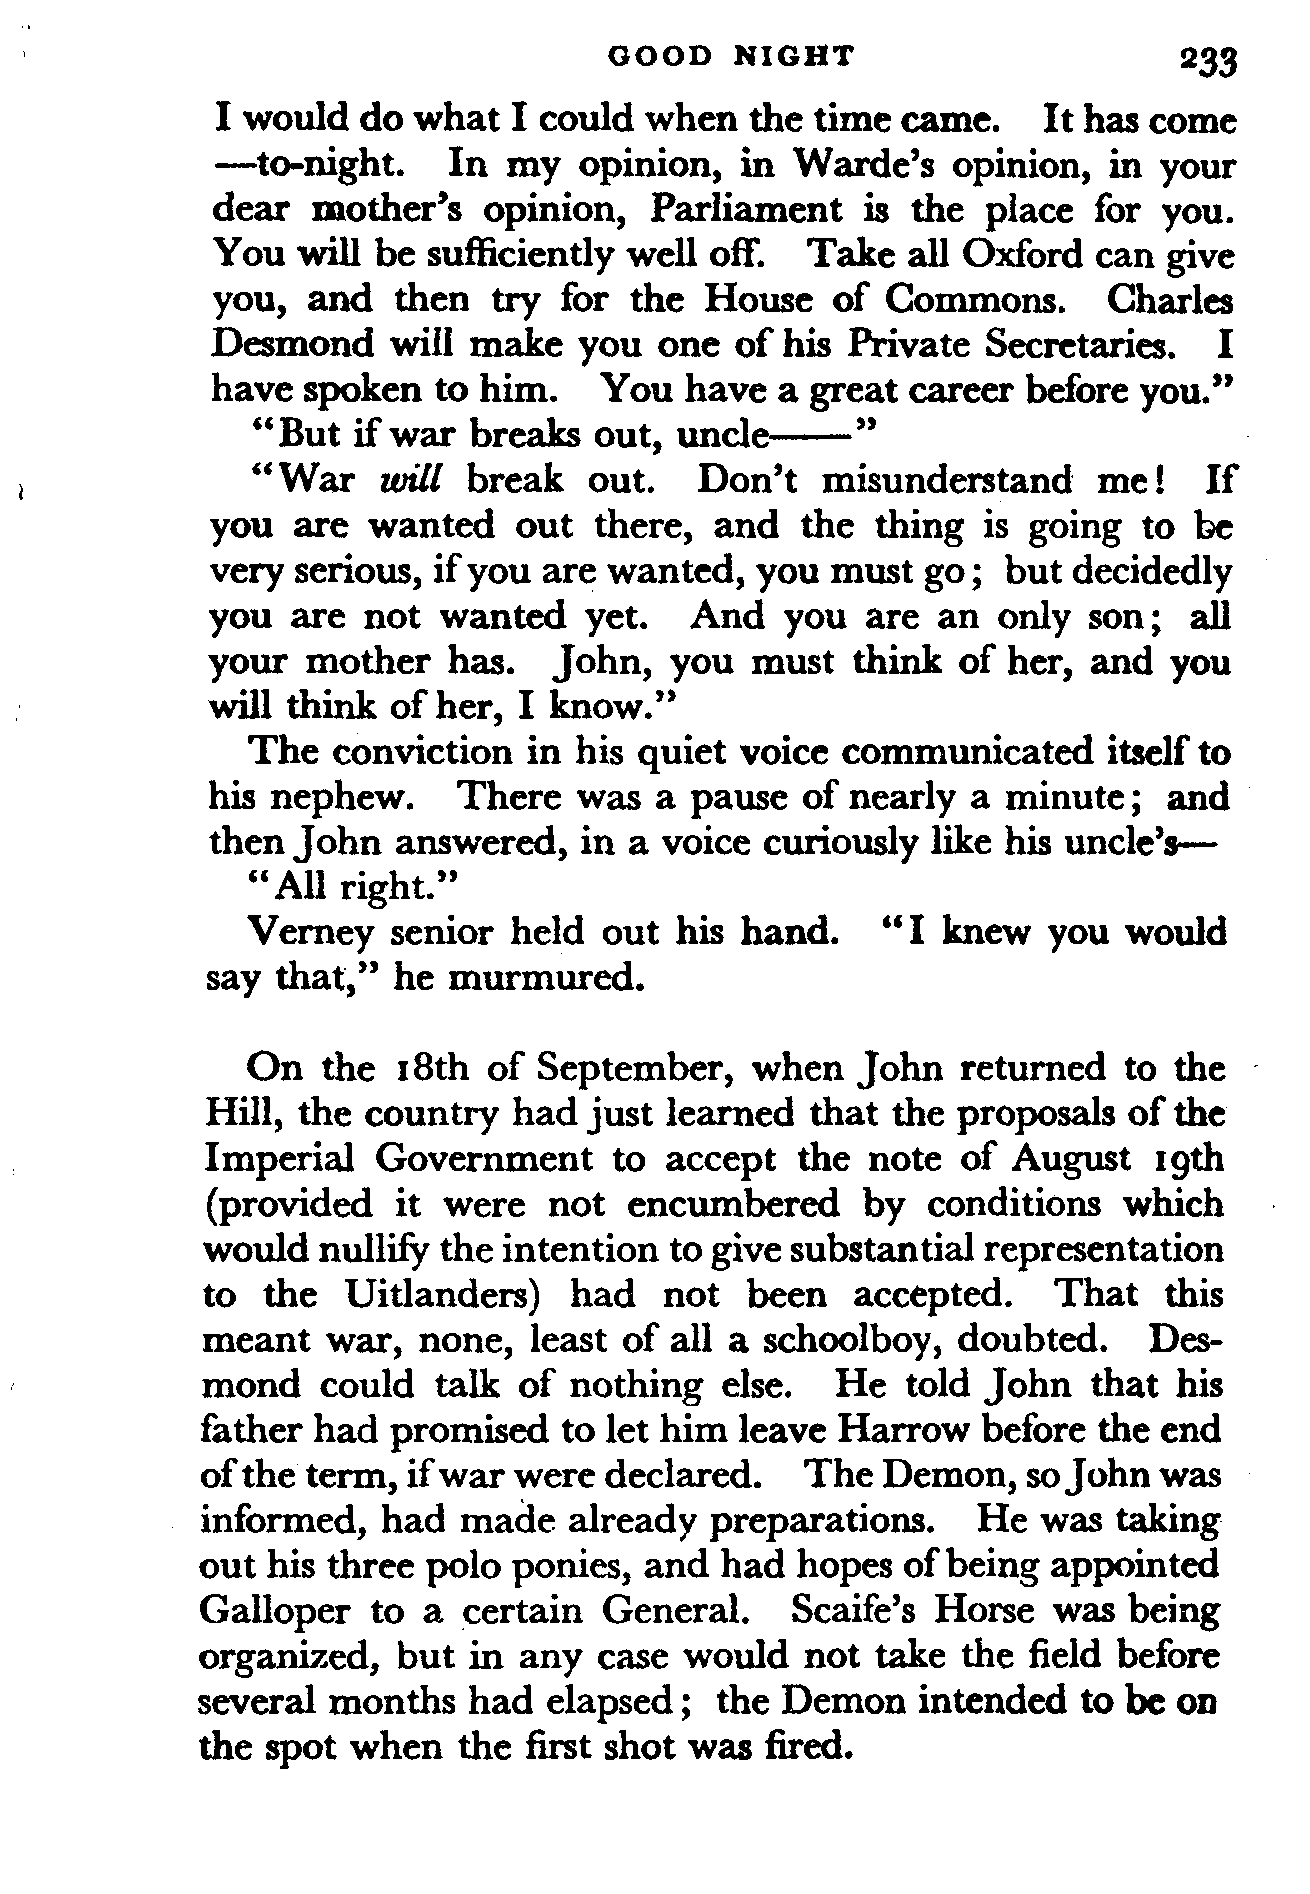 GOOD NIGHT 233
I would do what I could when the time came. It has come
—to-night. In my opinion, in Warde's opinion, in your
dear mother's opinion, Parliament is the place for you.
You will be sufficiently well off. Take all Oxford can give
you, and then try for the House of Commons. Charles
Desmond will make you one of his Private Secretaries. I
have spoken to him. You have a great career before you."
"But if war breaks out, uncle——"
"War will break out. Don't misunderstand me! If
you are wanted out there, and the thing is going to be
very serious, if you are wanted, you must go; but decidedly
you are not wanted yet. And you are an only son; all
your mother has. John, you must think of her, and you
will think of her, I know."
The conviction in his quiet voice communicated itself to
his nephew. There was a pause of nearly a minute; and
then John answered, in a voice curiously like his uncle's—
"All right."
Verney senior held out his hand. "I knew you would
say that," he murmured.
On the 18th of September, when John returned to the
Hill, the country had just learned that the proposals of the
Imperial Government to accept the note of August 19th
(provided it were not encumbered by conditions which
would nullify the intention to give substantial representation
to the Uitlanders) had not been accepted. That this
meant war, none, least of all a schoolboy, doubted. Des-
mond could talk of nothing else. He told John that his
father had promised to let him leave Harrow before the end
of the term, if war were declared. The Demon, so John was
informed, had made already preparations. He was taking
out his three polo ponies, and had hopes of being appointed
Galloper to a certain General. Scaife's Horse was being
organized, but in any case would not take the field before
several months had elapsed; the Demon intended to be on
the spot when the first shot was fired.